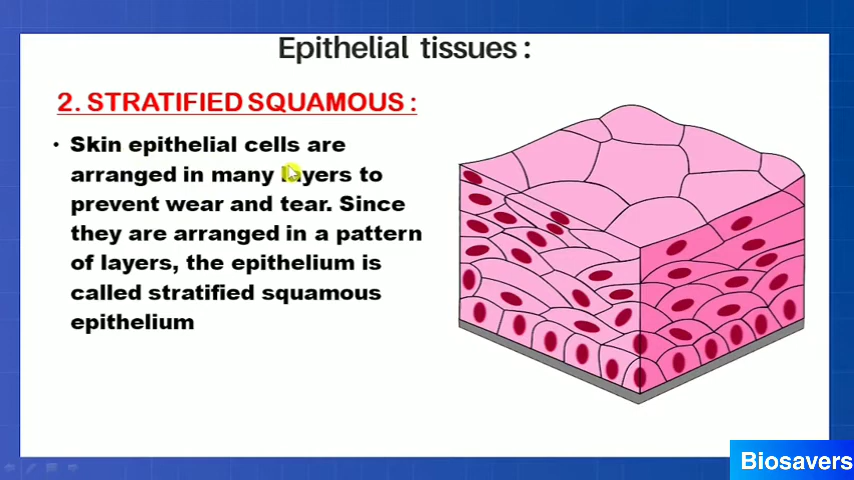 Epithelial tissues :
2. STRATIFIED SQUAMOUS :
• Skin epithelial cells are
arranged in many layers to
prevent wear and tear. Since
they are arranged in a pattern
of layers, the epithelium is
called stratified squamous
epithelium
Biosavers